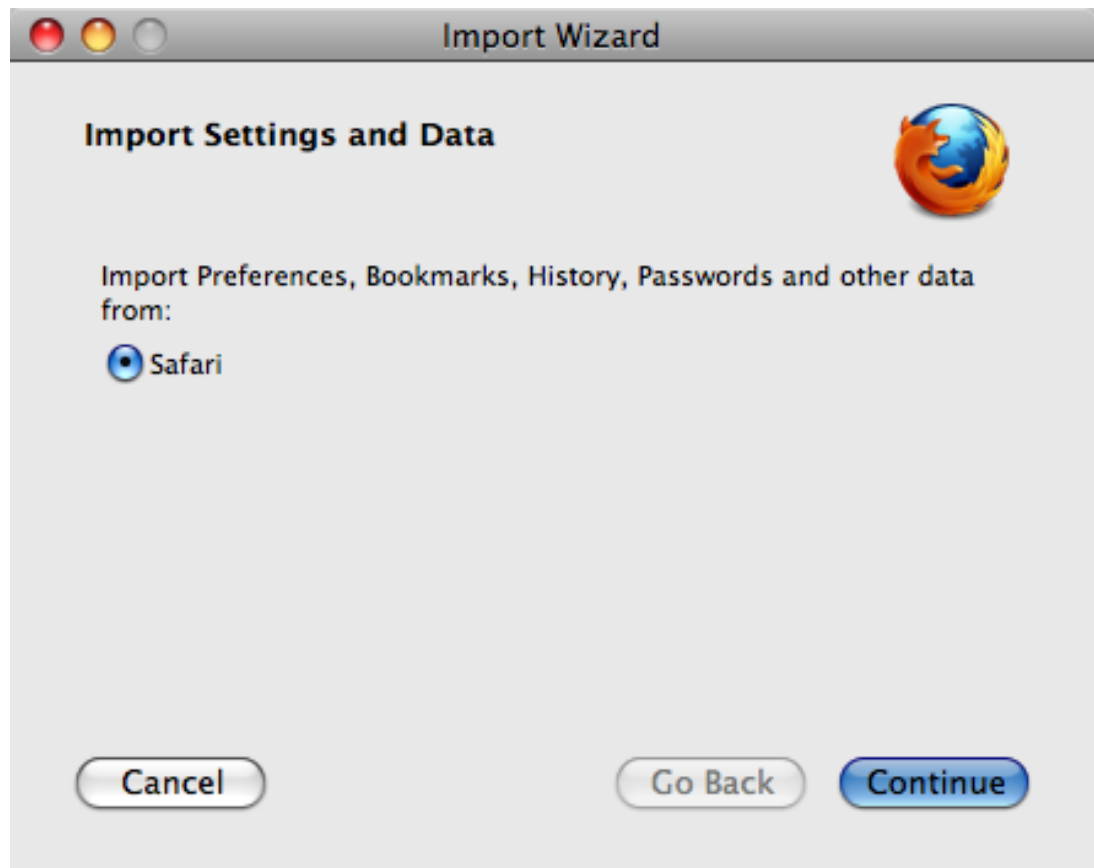 Import Wizard
Import Settings and Data
Import Preferences, Bookmarks, History, Passwords and other data
from:
Safari
Cancel
Go Back
Continue